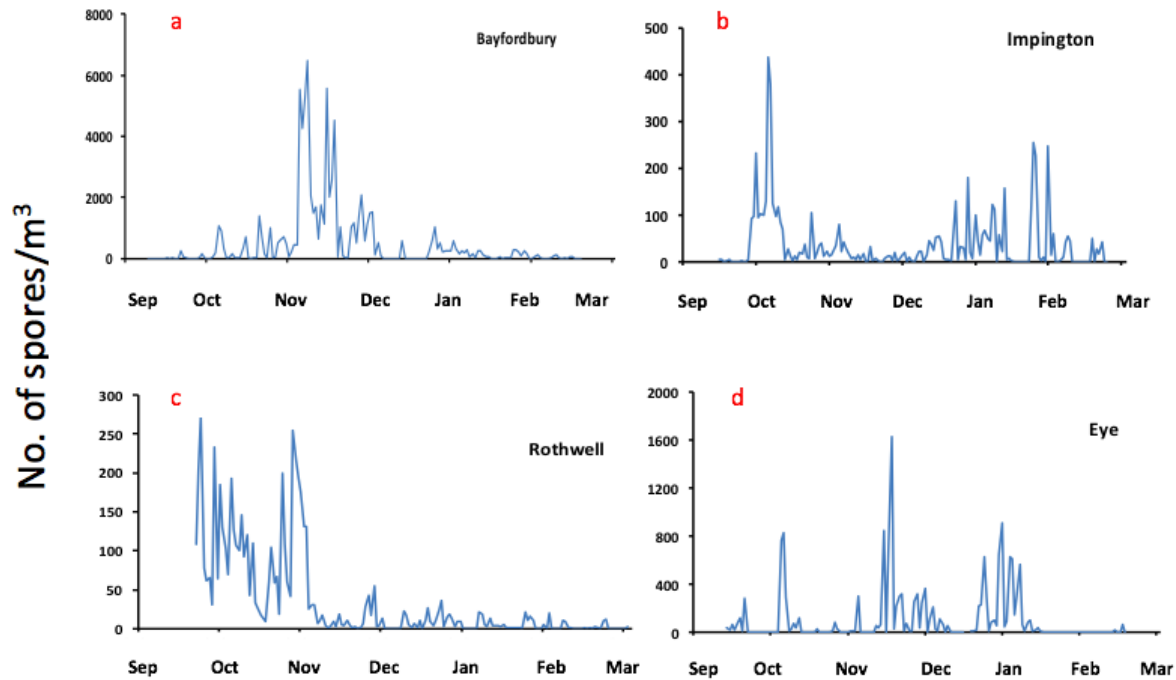 No. of spores/m³
a
Bayfordbury
8000
6000
4000
2000
0
Sep Oct Nov Dec Jan Feb Mar
b
Impington
500
400
300
200
100
0
Sep Oct Nov Dec Jan Feb Mar
c
Rothwell
300
250
200
150
100
50
0
Sep Oct Nov Dec Jan Feb Mar
d
Eye
2000
1600
1200
800
400
0
Sep Oct Nov Dec Jan Feb Mar